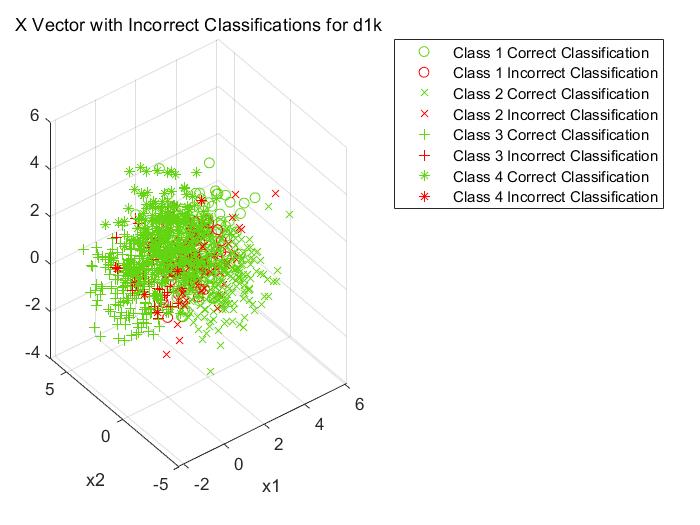 X Vector with Incorrect Classifications for d1k
Class 1 Correct Classification
Class 1 Incorrect Classification
Class 2 Correct Classification
Class 2 Incorrect Classification
Class 3 Correct Classification
Class 3 Incorrect Classification
Class 4 Correct Classification
Class 4 Incorrect Classification
6
4
2
0
-2
-4
5
0
-5
x2
-2
0
2
4
6
x1